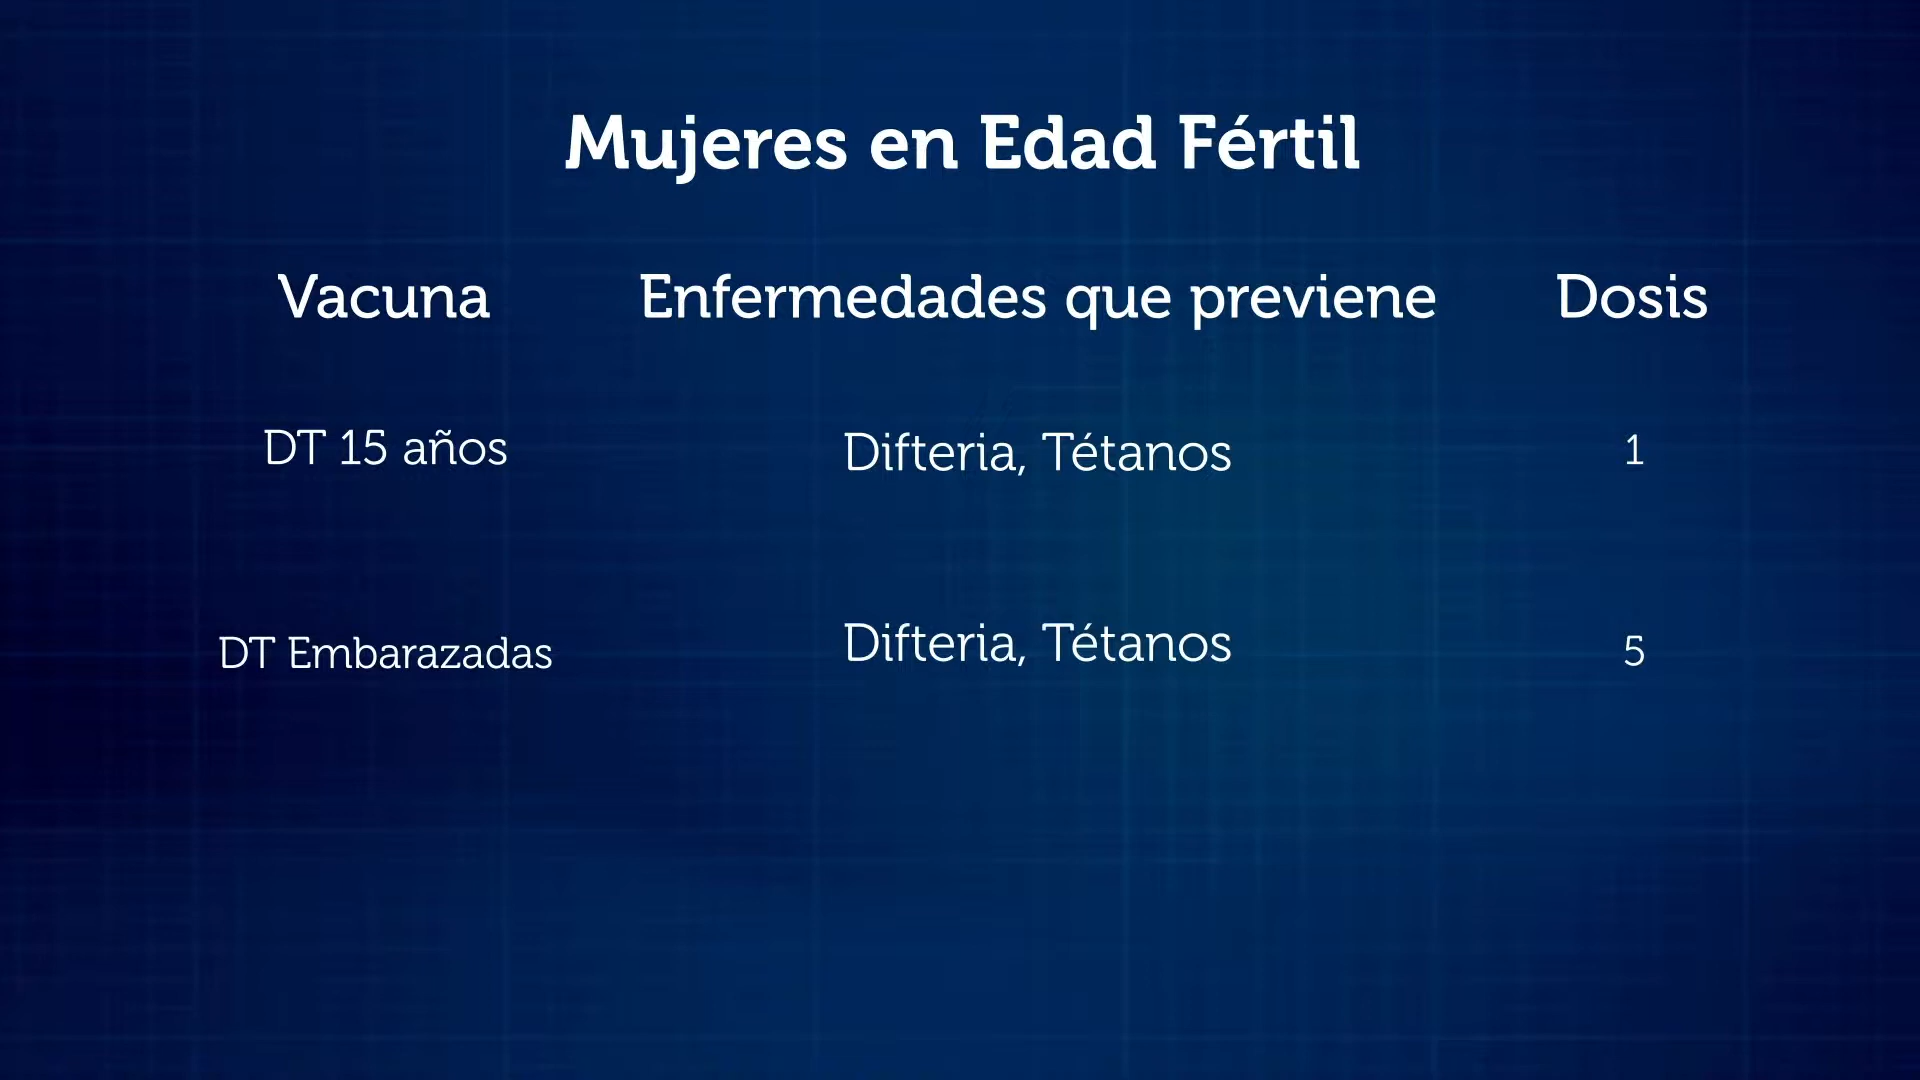 Mujeres en Edad Fértil
Vacuna Enfermedades que previene Dosis
DT 15 años Difteria, Tétanos 1
DT Embarazadas Difteria, Tétanos 5